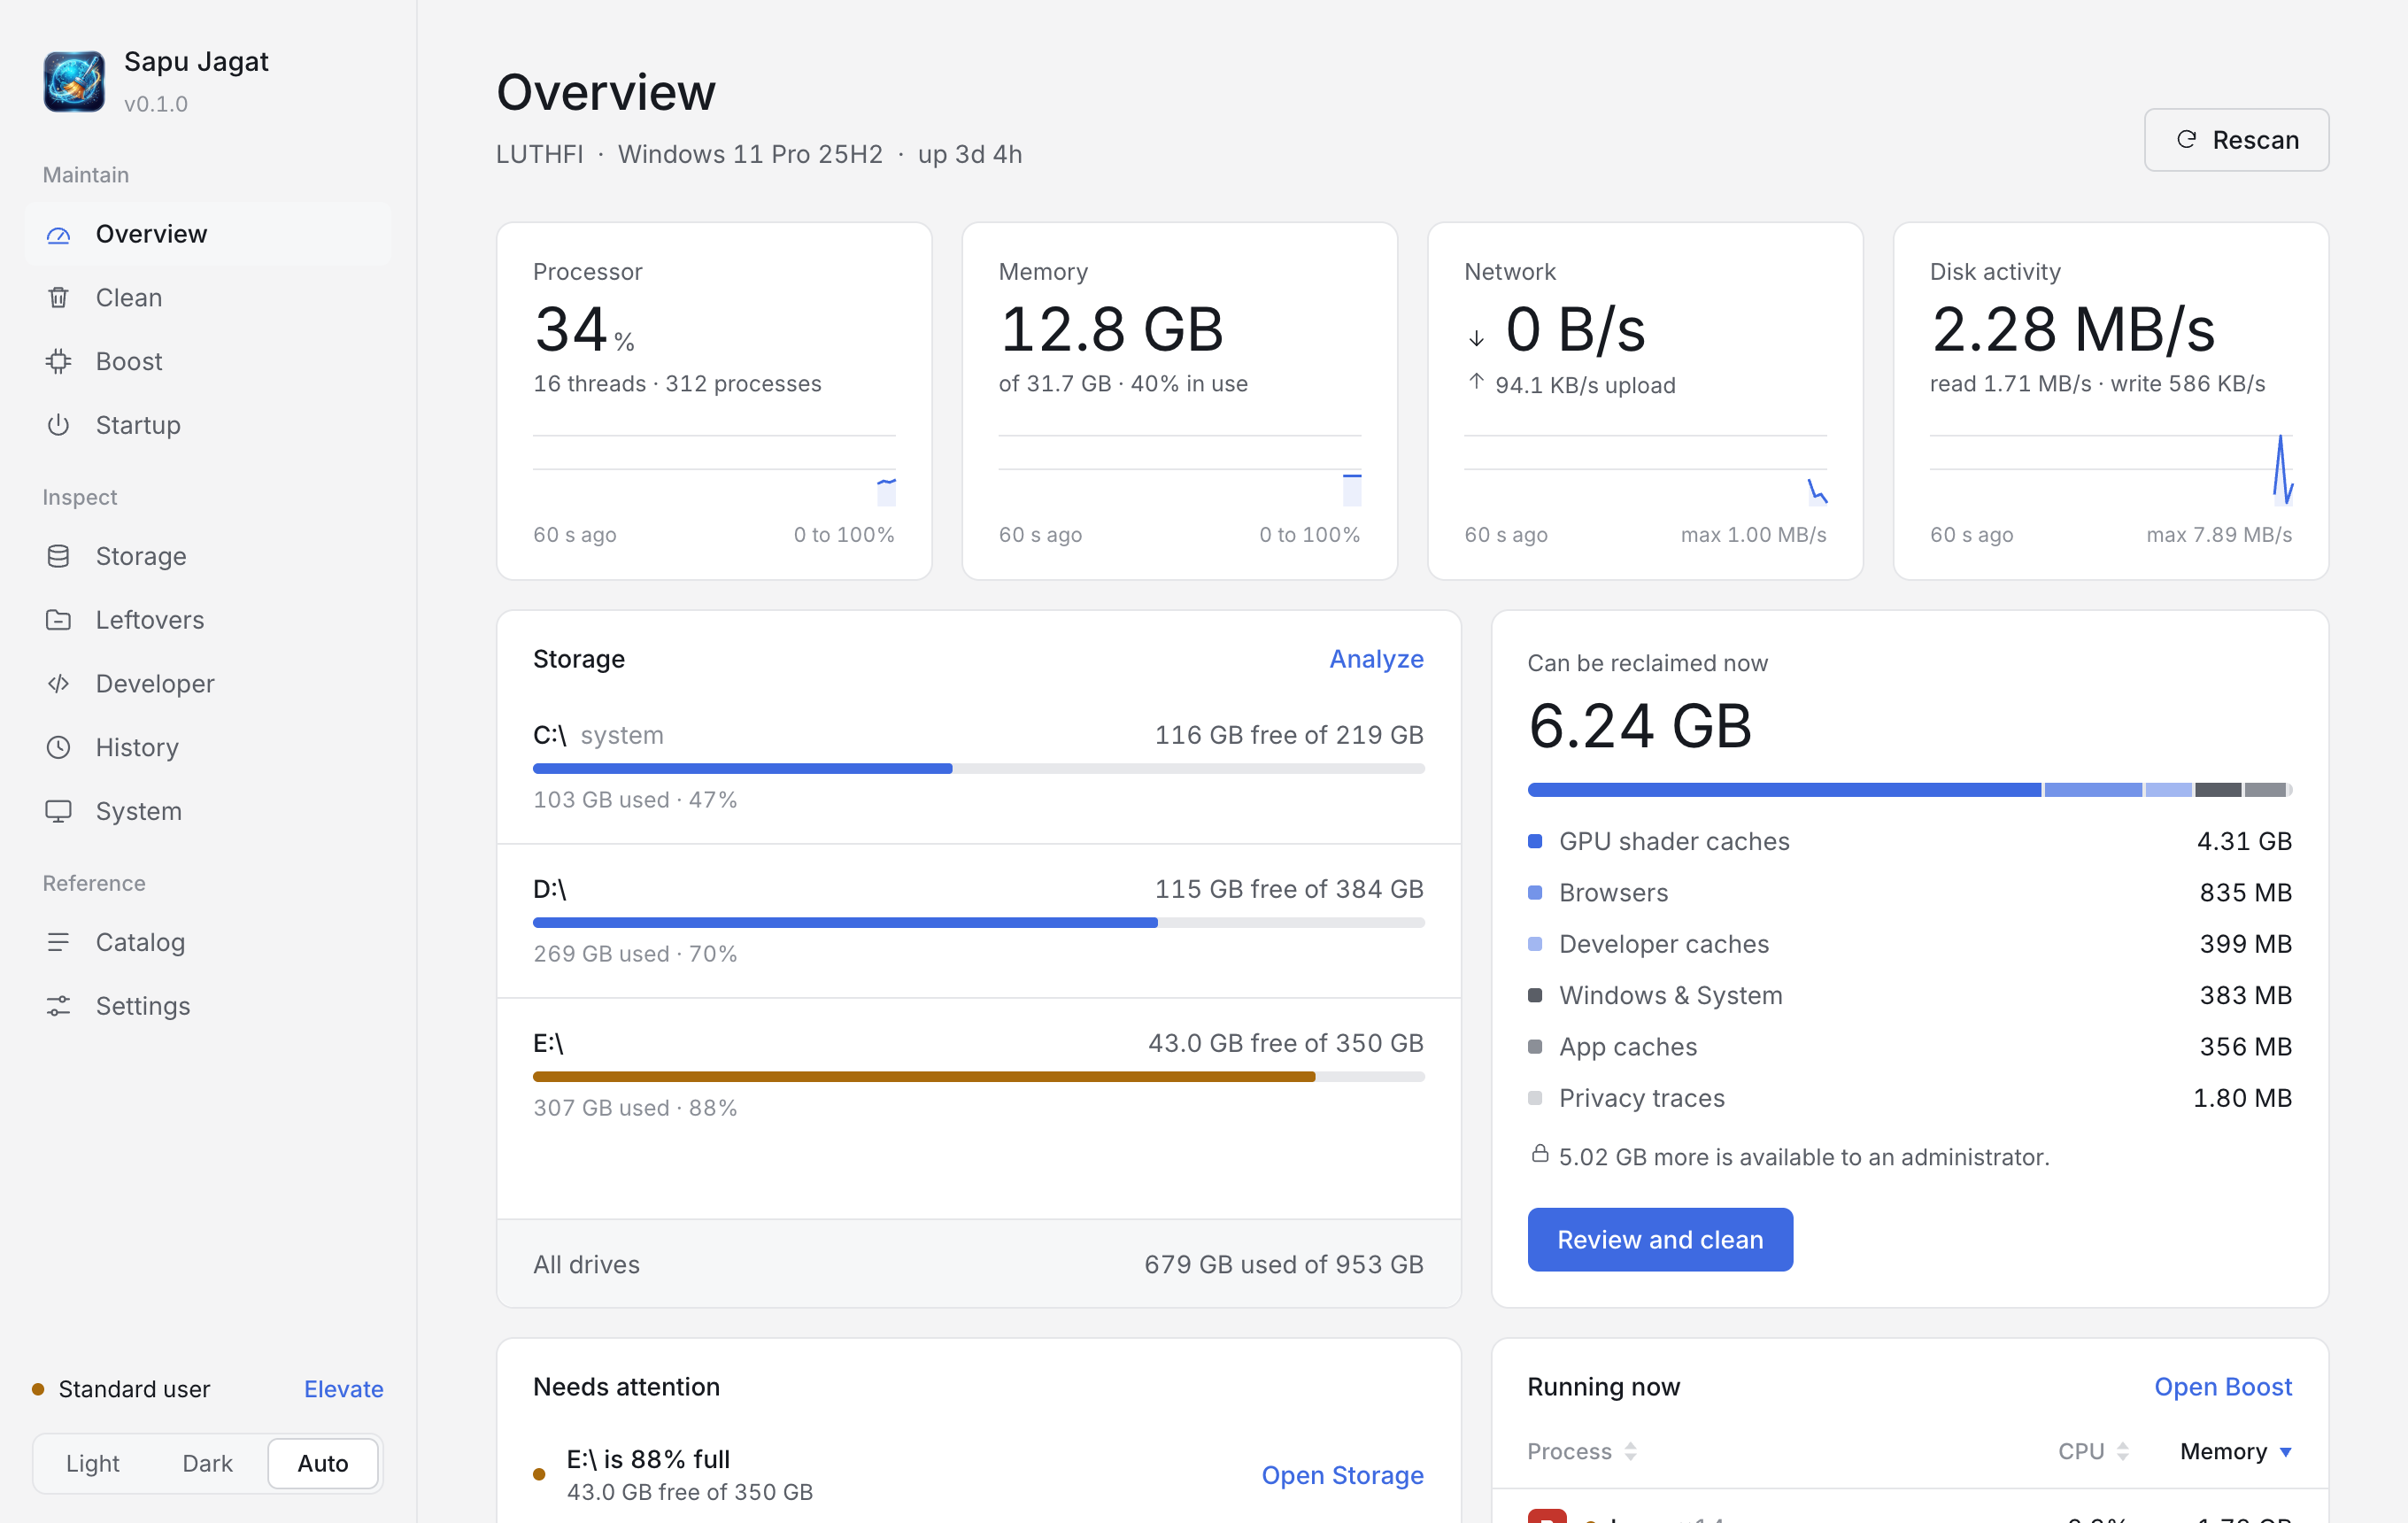 Sapu Jagat
v0.1.0
Maintain
Overview
Clean
Boost
Startup
Inspect
Storage
Leftovers
Developer
History
System
Reference
Catalog
Settings
Standard user
Elevate
Light
Dark
Auto
Overview
LUTHFI · Windows 11 Pro 25H2 · up 3d 4h
Rescan
Processor
34 %
16 threads · 312 processes
60 s ago
0 to 100%
Memory
12.8 GB
of 31.7 GB · 40% in use
60 s ago
0 to 100%
Network
↓ 0 B/s
↑ 94.1 KB/s upload
60 s ago
max 1.00 MB/s
Disk activity
2.28 MB/s
read 1.71 MB/s · write 586 KB/s
60 s ago
max 7.89 MB/s
Storage
Analyze
C:\ system
116 GB free of 219 GB
103 GB used · 47%
D:\
115 GB free of 384 GB
269 GB used · 70%
E:\
43.0 GB free of 350 GB
307 GB used · 88%
All drives
679 GB used of 953 GB
Can be reclaimed now
6.24 GB
GPU shader caches 4.31 GB
Browsers 835 MB
Developer caches 399 MB
Windows & System 383 MB
App caches 356 MB
Privacy traces 1.80 MB
5.02 GB more is available to an administrator.
Review and clean
Needs attention
E:\ is 88% full
43.0 GB free of 350 GB
Open Storage
Running now
Open Boost
Process CPU Memory